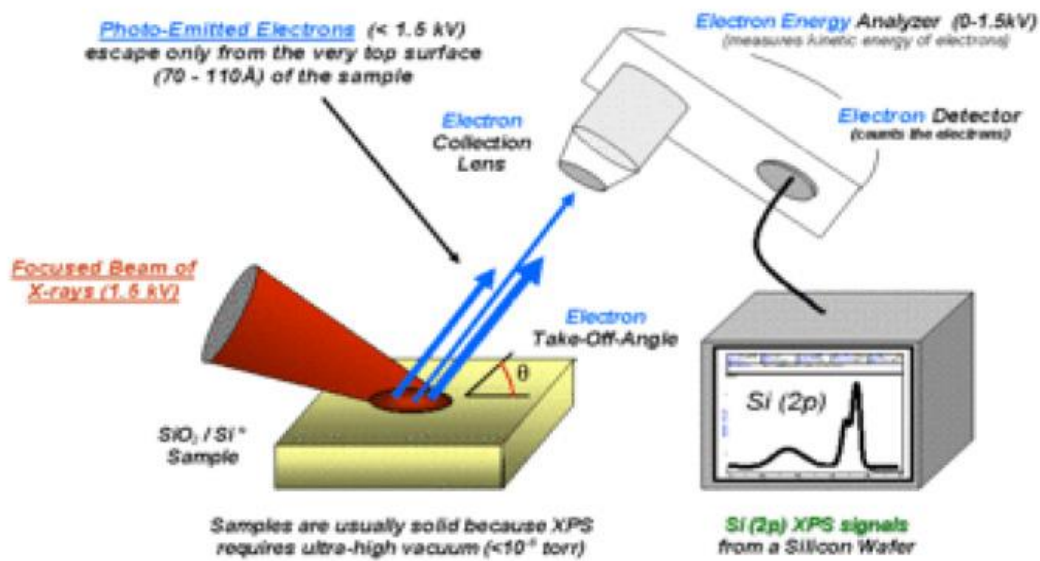 Photo-Emitted Electrons (< 1.5 kV)
escape only from the very top surface
(70 - 110Å) of the sample
Electron Energy Analyzer (0-1.5kV)
(measures kinetic energy of electrons)
Electron
Collection
Lens
Electron Detector
(counts the electrons)
Focused Beam of
X-rays (1.5 kV)
Electron
Take-Off-Angle
θ
Si (2p)
SiO₂ / Si°
Sample
Samples are usually solid because XPS
requires ultra-high vacuum
Si (2p) XPS signals
from a Silicon Wafer